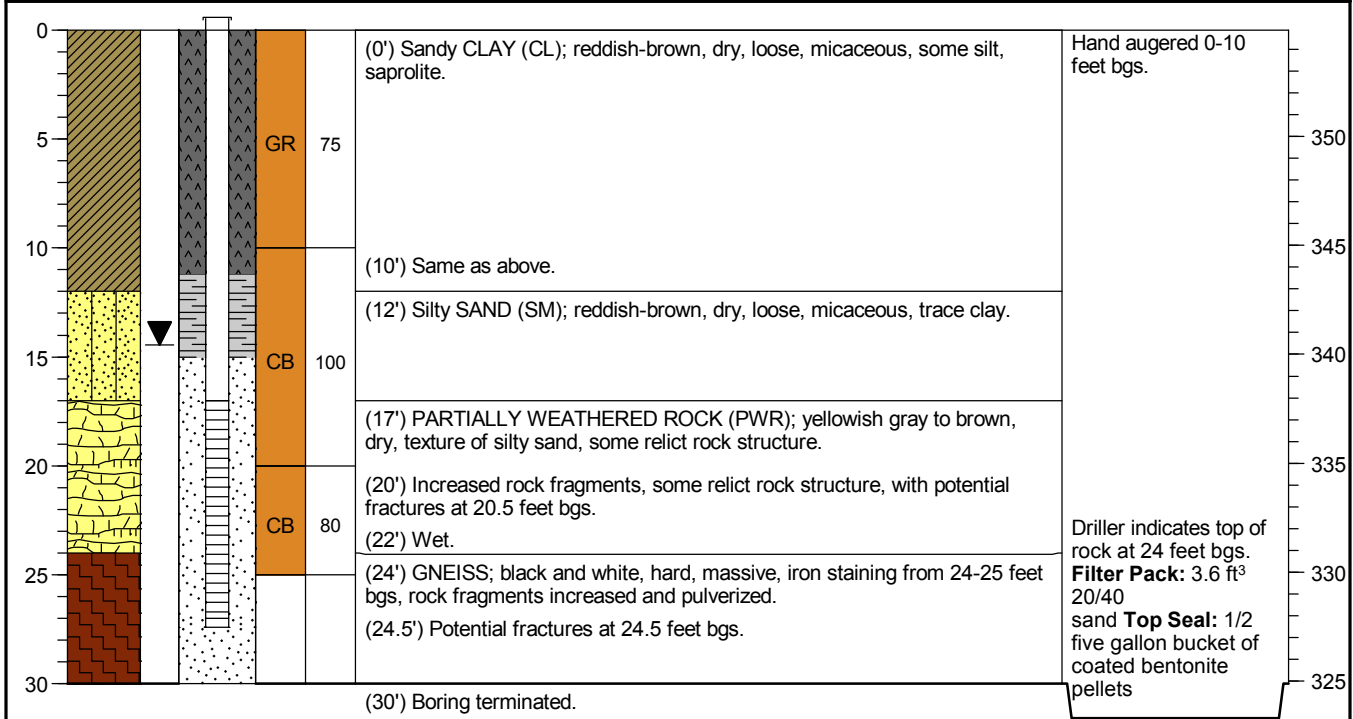 0
5
10
15
20
25
30
GR
75
CB
100
CB
80
(0') Sandy CLAY (CL); reddish-brown, dry, loose, micaceous, some silt,
saprolite.
(10') Same as above.
(12') Silty SAND (SM); reddish-brown, dry, loose, micaceous, trace clay.
(17') PARTIALLY WEATHERED ROCK (PWR); yellowish gray to brown,
dry, texture of silty sand, some relict rock structure.
(20') Increased rock fragments, some relict rock structure, with potential
fractures at 20.5 feet bgs.
(22') Wet.
(24') GNEISS; black and white, hard, massive, iron staining from 24-25 feet
bgs, rock fragments increased and pulverized.
(24.5') Potential fractures at 24.5 feet bgs.
(30') Boring terminated.
Hand augered 0-10
feet bgs.
Driller indicates top of
rock at 24 feet bgs.
Filter Pack: 3.6 ft³
20/40
sand Top Seal: 1/2
five gallon bucket of
coated bentonite
pellets
350
345
340
335
330
325